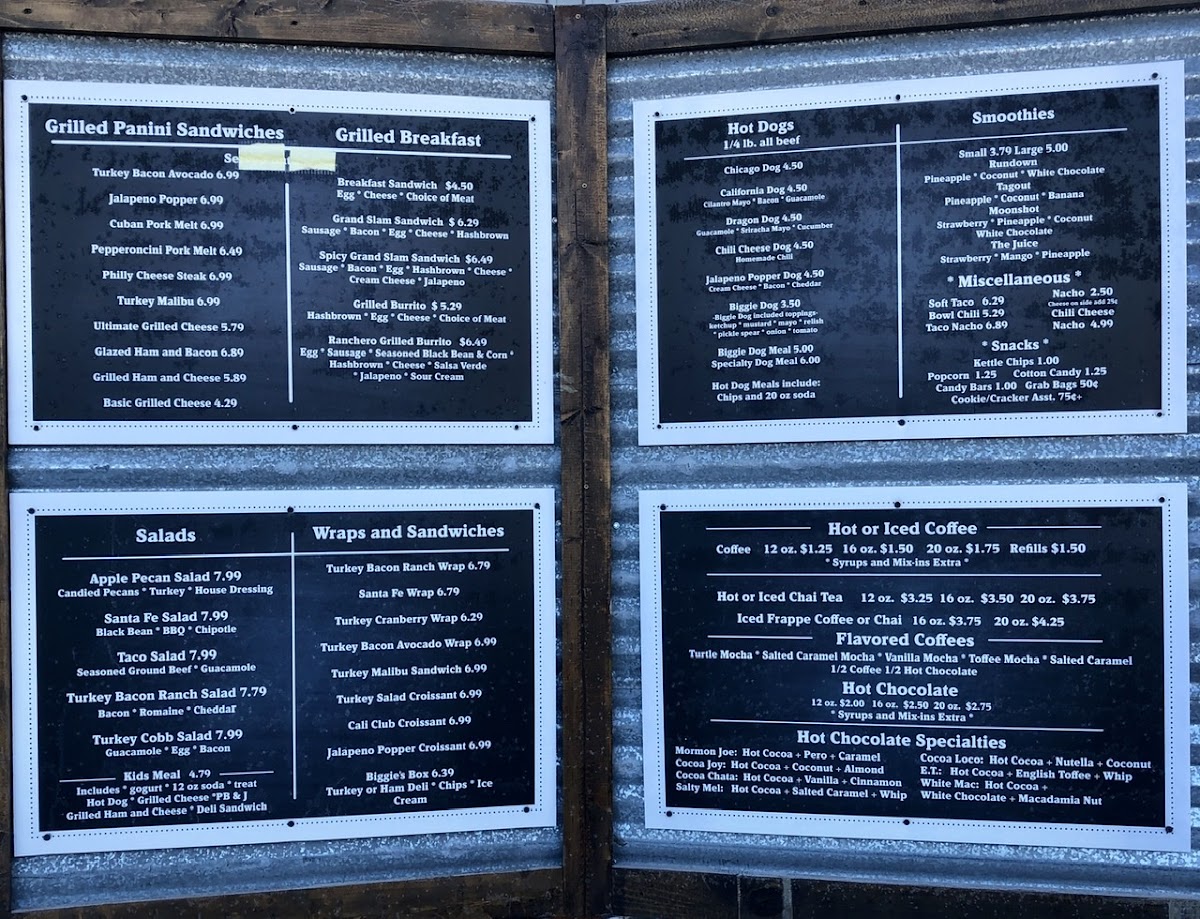 Grilled Panini Sandwiches
Se
Turkey Bacon Avocado 6.99
Jalapeno Popper 6.99
Cuban Pork Melt 6.99
Pepperoncini Pork Melt 6.49
Philly Cheese Steak 6.99
Turkey Malibu 6.99
Ultimate Grilled Cheese 5.79
Glazed Ham and Bacon 6.89
Grilled Ham and Cheese 5.89
Basic Grilled Cheese 4.29
Grilled Breakfast
Breakfast Sandwich $4.50
Egg * Cheese * Choice of Meat
Grand Slam Sandwich $ 6.29
Sausage * Bacon * Egg * Cheese * Hashbrown
Spicy Grand Slam Sandwich $6.49
Sausage * Bacon * Egg * Hashbrown * Cheese *
Cream Cheese * Jalapeno
Grilled Burrito $ 5.29
Hashbrown * Egg * Cheese * Choice of Meat
Ranchero Grilled Burrito $6.49
Egg * Sausage * Seasoned Black Bean & Corn *
Hashbrown * Cheese * Salsa Verde
* Jalapeno * Sour Cream
Hot Dogs
1/4 lb. all beef
Chicago Dog 4.50
California Dog 4.50
Cilantro Mayo * Bacon * Guacamole
Dragon Dog 4.50
Guacamole * Sriracha Mayo * Cucumber
Chili Cheese Dog 4.50
Homemade Chili
Jalapeno Popper Dog 4.50
Cream Cheese * Bacon * Cheddar
Biggie Dog 3.50
-Biggie Dog included toppings-
ketchup * mustard * mayo * relish
* pickle spear * onion * tomato
Biggie Dog Meal 5.00
Specialty Dog Meal 6.00
Hot Dog Meals include:
Chips and 20 oz soda
Smoothies
Small 3.79 Large 5.00
Rundown
Pineapple * Coconut * White Chocolate
Tagout
Pineapple * Coconut * Banana
Moonshot
Strawberry * Pineapple * Coconut
White Chocolate
The Juice
Strawberry * Mango * Pineapple
* Miscellaneous *
Soft Taco 6.29
Bowl Chili 5.29
Taco Nacho 6.89
Nacho 2.50
Cheese on side add 25¢
Chili Cheese
Nacho 4.99
* Snacks *
Kettle Chips 1.00
Popcorn 1.25 Cotton Candy 1.25
Candy Bars 1.00 Grab Bags 50¢
Cookie/Cracker Asst. 75¢+
Salads
Apple Pecan Salad 7.99
Candied Pecans * Turkey * House Dressing
Santa Fe Salad 7.99
Black Bean * BBQ * Chipotle
Taco Salad 7.99
Seasoned Ground Beef * Guacamole
Turkey Bacon Ranch Salad 7.79
Bacon * Romaine * Cheddar
Turkey Cobb Salad 7.99
Guacamole * Egg * Bacon
Kids Meal 4.79
Includes * gogurt * 12 oz soda * treat
Hot Dog * Grilled Cheese *PB & J
Grilled Ham and Cheese * Deli Sandwich
Wraps and Sandwiches
Turkey Bacon Ranch Wrap 6.79
Santa Fe Wrap 6.79
Turkey Cranberry Wrap 6.29
Turkey Bacon Avocado Wrap 6.99
Turkey Malibu Sandwich 6.99
Turkey Salad Croissant 6.99
Cali Club Croissant 6.99
Jalapeno Popper Croissant 6.99
Biggie's Box 6.39
Turkey or Ham Deli * Chips * Ice
Cream
Hot or Iced Coffee
Coffee 12 oz. $1.25 16 oz. $1.50 20 oz. $1.75 Refills $1.50
* Syrups and Mix-ins Extra *
Hot or Iced Chai Tea 12 oz. $3.25 16 oz. $3.50 20 oz. $3.75
Iced Frappe Coffee or Chai 16 oz. $3.75 20 oz. $4.25
Flavored Coffees
Turtle Mocha * Salted Caramel Mocha * Vanilla Mocha * Toffee Mocha * Salted Caramel
1/2 Coffee 1/2 Hot Chocolate
Hot Chocolate
12 oz. $2.00 16 oz. $2.50 20 oz. $2.75
* Syrups and Mix-ins Extra *
Hot Chocolate Specialties
Mormon Joe: Hot Cocoa + Pero + Caramel
Cocoa Joy: Hot Cocoa + Coconut + Almond
Cocoa Chata: Hot Cocoa + Vanilla + Cinnamon
Salty Mel: Hot Cocoa + Salted Caramel + Whip
Cocoa Loco: Hot Cocoa + Nutella + Coconut
E.T.: Hot Cocoa + English Toffee + Whip
White Mac: Hot Cocoa +
White Chocolate + Macadamia Nut